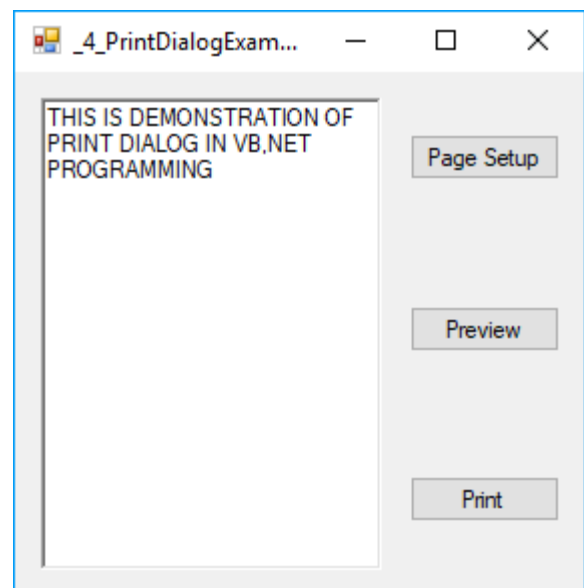 _4_PrintDialogExam...
THIS IS DEMONSTRATION OF
PRINT DIALOG IN VB,NET
PROGRAMMING
Page Setup
Preview
Print